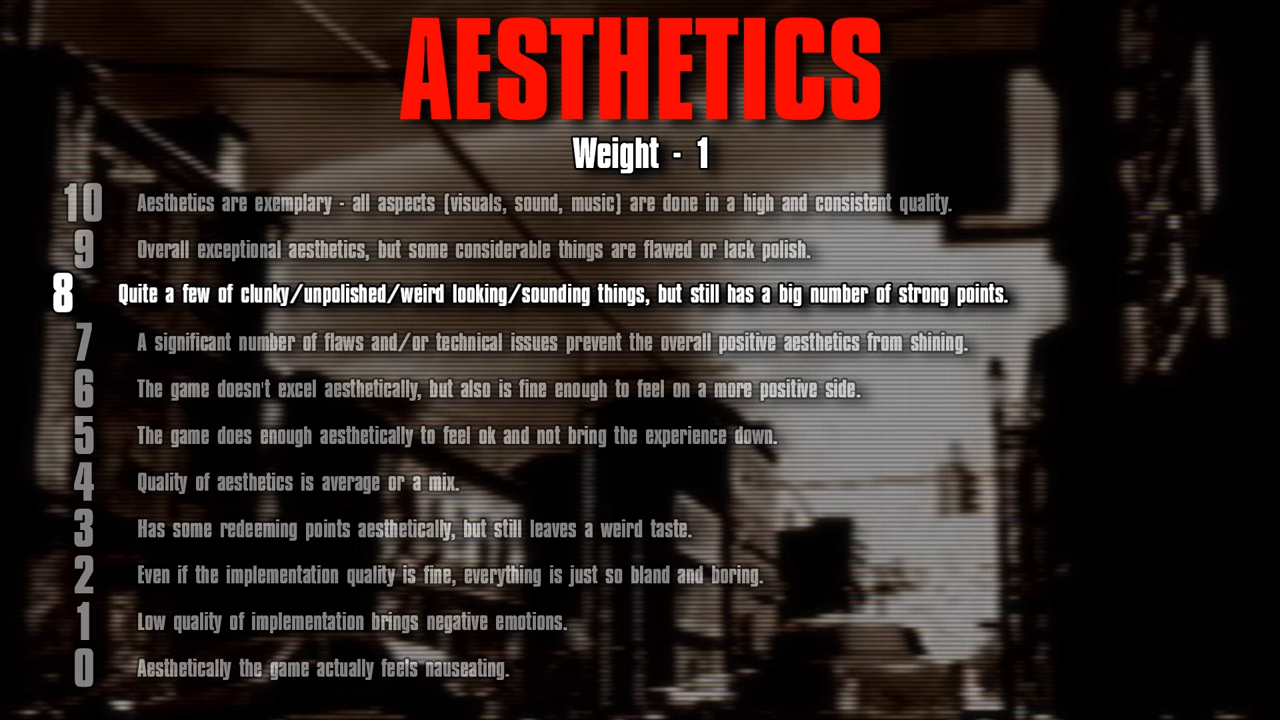 AESTHETICS
Weight - 1
10 Aesthetics are exemplary - all aspects (visuals, sound, music) are done in a high and consistent quality.
9 Overall exceptional aesthetics, but some considerable things are flawed or lack polish.
8 Quite a few of clunky/unpolished/weird looking/sounding things, but still has a big number of strong points.
7 A significant number of flaws and/or technical issues prevent the overall positive aesthetics from shining.
6 The game doesn't excel aesthetically, but also is fine enough to feel on a more positive side.
5 The game does enough aesthetically to feel ok and not bring the experience down.
4 Quality of aesthetics is average or a mix.
3 Has some redeeming points aesthetically, but still leaves a weird taste.
2 Even if the implementation quality is fine, everything is just so bland and boring.
1 Low quality of implementation brings negative emotions.
0 Aesthetically the game actually feels nauseating.